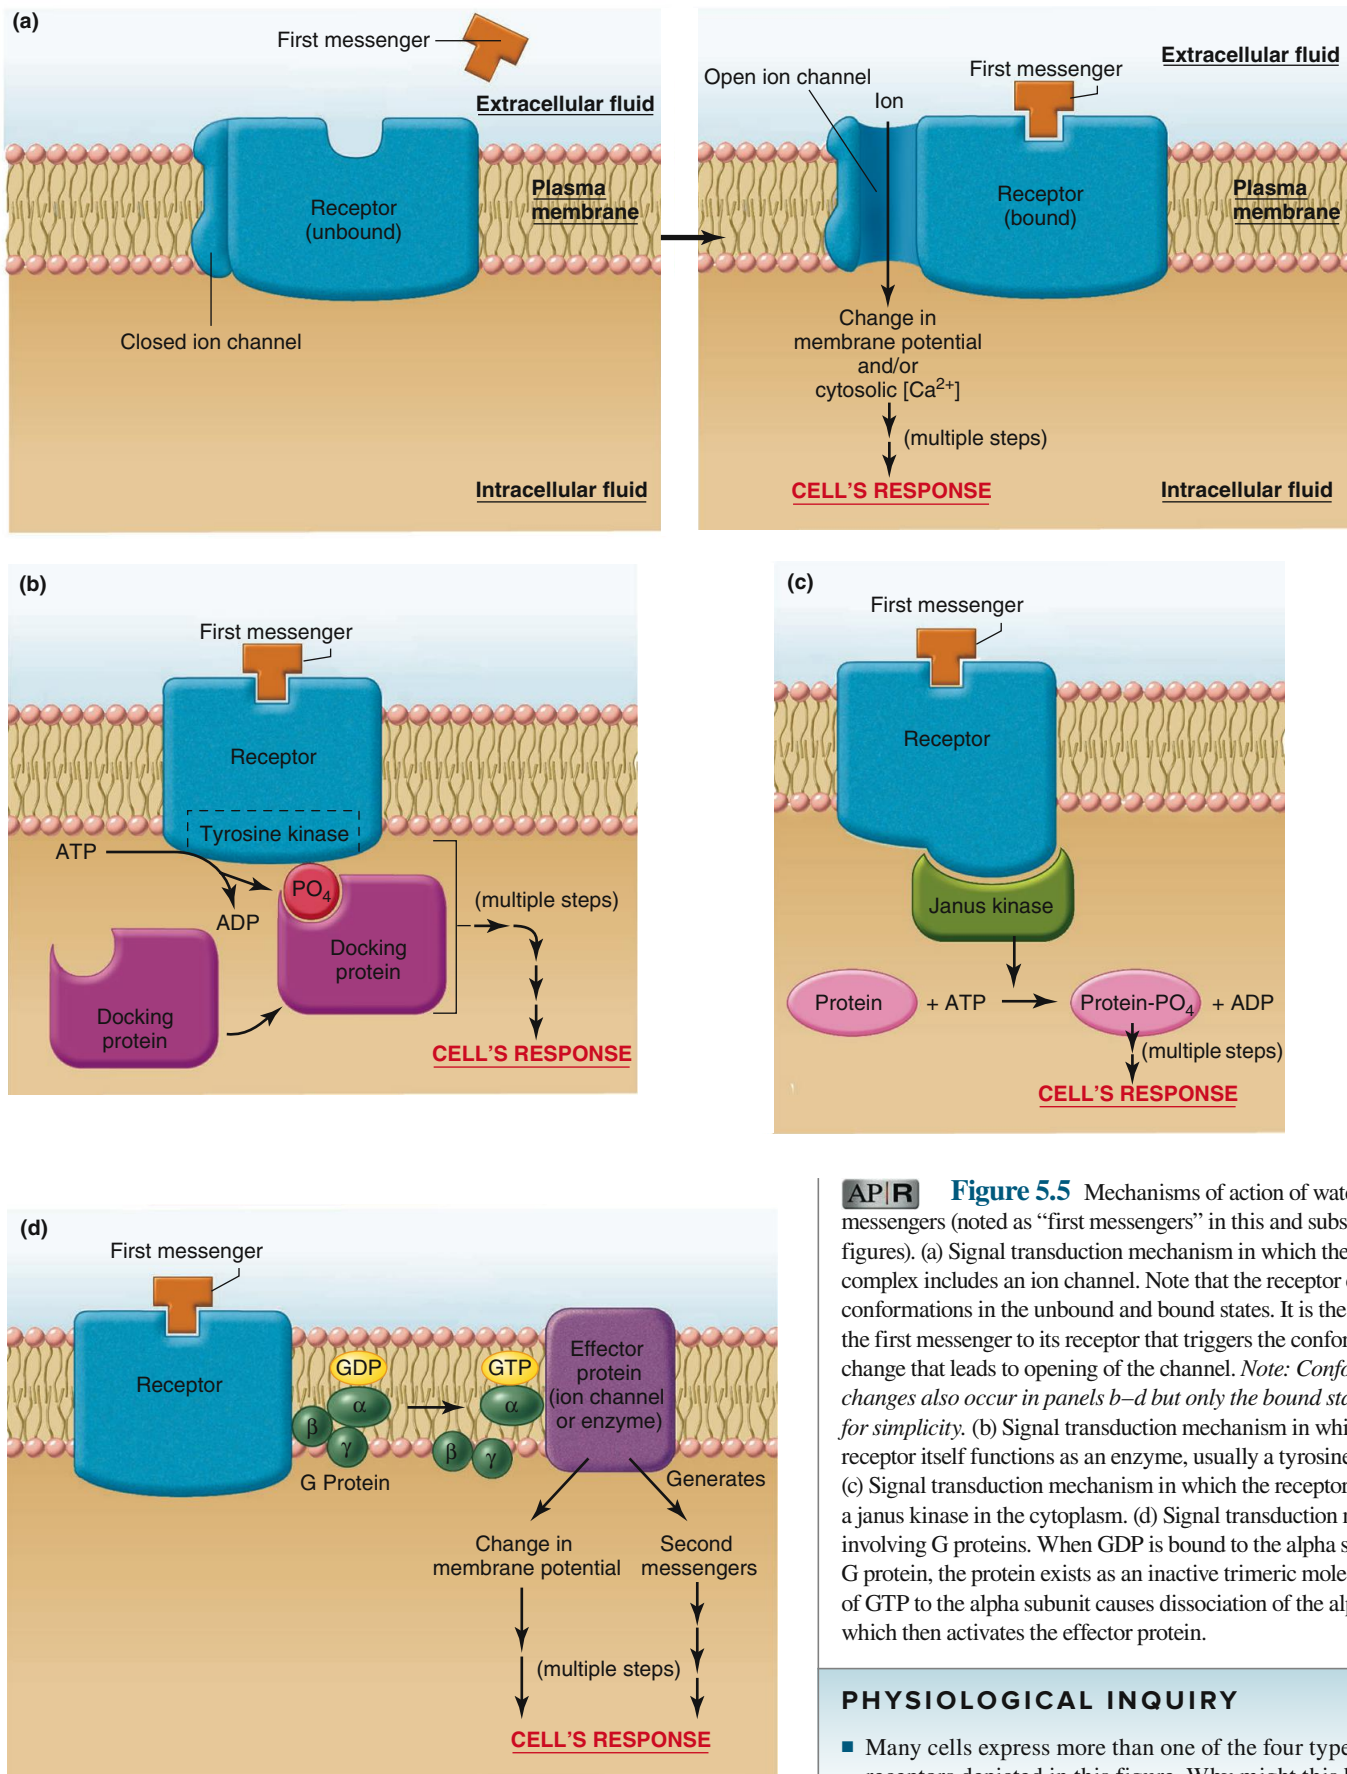 (a)
First messenger
Extracellular fluid
Plasma
membrane
Receptor
(unbound)
Closed ion channel
Intracellular fluid
Extracellular fluid
First messenger
Open ion channel
Ion
Plasma
membrane
Receptor
(bound)
Change in
membrane potential
and/or
cytosolic [Ca²⁺]
(multiple steps)
CELL'S RESPONSE
Intracellular fluid
(b)
First messenger
Receptor
Tyrosine kinase
ATP
PO₄
ADP
(multiple steps)
Docking
protein
Docking
protein
CELL'S RESPONSE
(c)
First messenger
Receptor
Janus kinase
Protein + ATP Protein-PO₄ + ADP
(multiple steps)
CELL'S RESPONSE
(d)
First messenger
Receptor
GDP
α
β
γ
G Protein
GTP
α
β
γ
Effector
protein
(ion channel
or enzyme)
Generates
Change in
membrane potential
Second
messengers
(multiple steps)
CELL'S RESPONSE
AP|R Figure 5.5 Mechanisms of action of
messengers (noted as “first messengers” in this and
figures). (a) Signal transduction mechanism in which the
complex includes an ion channel. Note that the receptor
conformations in the unbound and bound states. It is the
the first messenger to its receptor that triggers the
change that leads to opening of the channel. Note:
changes also occur in panels b–d but only the bound
for simplicity. (b) Signal transduction mechanism in
receptor itself functions as an enzyme, usually a tyrosine
(c) Signal transduction mechanism in which the receptor
a janus kinase in the cytoplasm. (d) Signal transduction
involving G proteins. When GDP is bound to the alpha
G protein, the protein exists as an inactive trimeric
of GTP to the alpha subunit causes dissociation of the
which then activates the effector protein.
PHYSIOLOGICAL INQUIRY
■ Many cells express more than one of the four
receptors depicted in this figure. Why might this